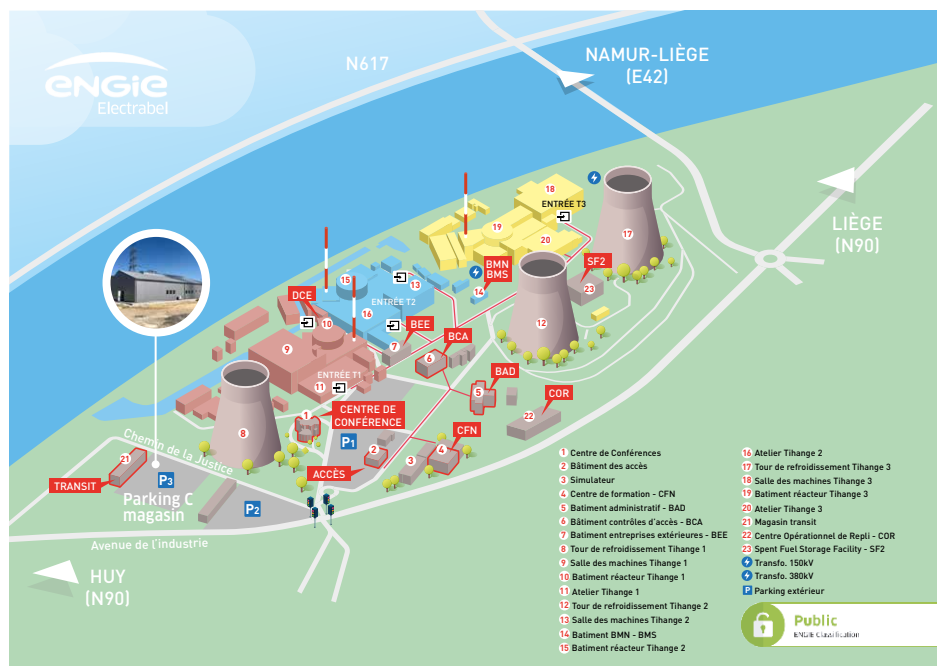 ENGIE
Electrabel
N617
NAMUR-LIÈGE
(E42)
LIÈGE
(N90)
18
ENTRÉE T3
17
19
20
BMN
BMS
SF2
14
23
DCE
15
13
ENTRÉE T2
16
10
BEE
BCA
12
9
7
6
BAD
ENTRÉE T1
11
5
COR
CENTRE DE
CONFÉRENCE
1
22
CFN
8
P1
2
4
3
ACCÈS
Chemin de la Justice
21
TRANSIT
P3
Parking C
magasin
P2
Avenue de l'industrie
HUY
(N90)
1 Centre de Conférences
2 Bâtiment des accès
3 Simulateur
4 Centre de formation - CFN
5 Batiment administratif - BAD
6 Bâtiment contrôles d'accès - BCA
7 Batiment entreprises extérieures - BEE
8 Tour de refroidissement Tihange 1
9 Salle des machines Tihange 1
10 Batiment réacteur Tihange 1
11 Atelier Tihange 1
12 Tour de refroidissement Tihange 2
13 Salle des machines Tihange 2
14 Batiment BMN - BMS
15 Batiment réacteur Tihange 2
16 Atelier Tihange 2
17 Tour de refroidissement Tihange 3
18 Salle des machines Tihange 3
19 Batiment réacteur Tihange 3
20 Atelier Tihange 3
21 Magasin transit
22 Centre Opérationnel de Repli - COR
23 Spent Fuel Storage Facility - SF2
Transfo. 150kV
Transfo. 380kV
P Parking extérieur
Public
ENGIE Classification